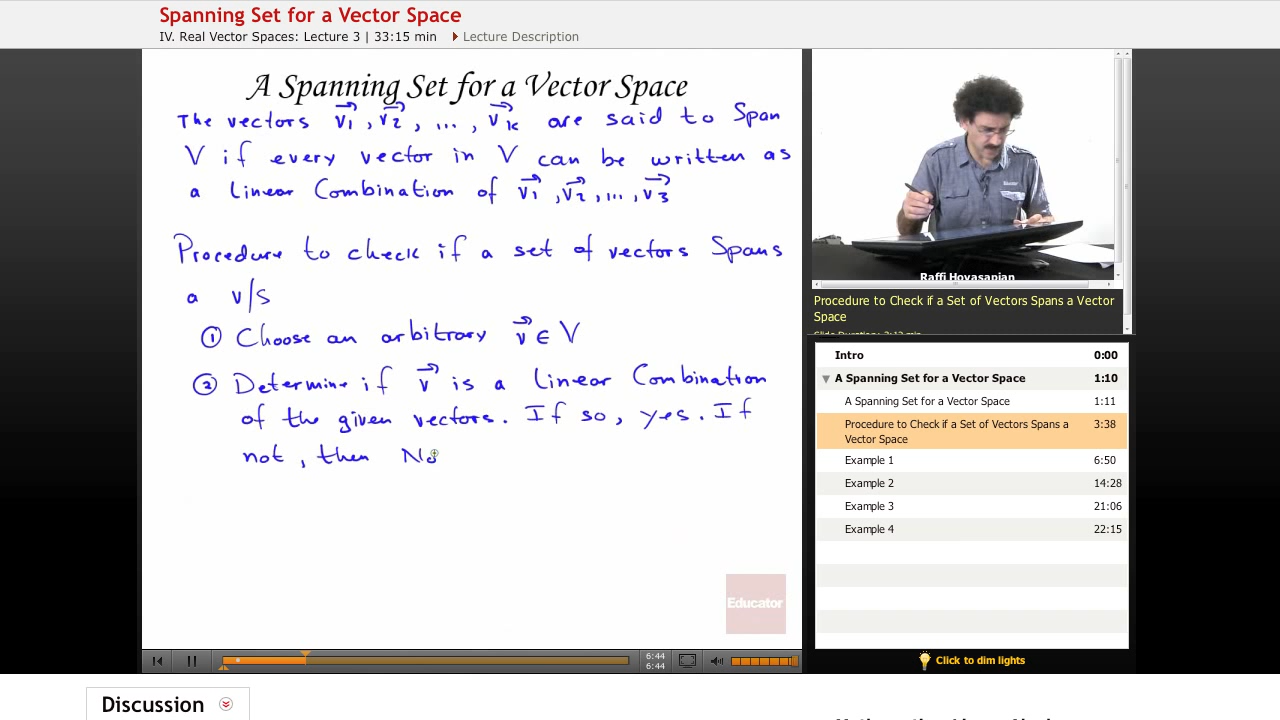 Spanning Set for a Vector Space
IV. Real Vector Spaces: Lecture 3 | 33:15 min Lecture Description
A Spanning Set for a Vector Space
The vectors v1, v2, ..., vk are said to Span
V if every vector in V can be written as
a linear Combination of v1, v2, ..., v3
Procedure to check if a set of vectors Spans
a v/s
① Choose an arbitrary v ∈ V
② Determine if v is a linear Combination
of the given vectors. If so, yes. If
not, then No
Educator
6:44
6:44
Raffi Hovasapian
Procedure to Check if a Set of Vectors Spans a Vector
Space
Intro 0:00
A Spanning Set for a Vector Space 1:10
A Spanning Set for a Vector Space 1:11
Procedure to Check if a Set of Vectors Spans a 3:38
Vector Space
Example 1 6:50
Example 2 14:28
Example 3 21:06
Example 4 22:15
Click to dim lights
Discussion